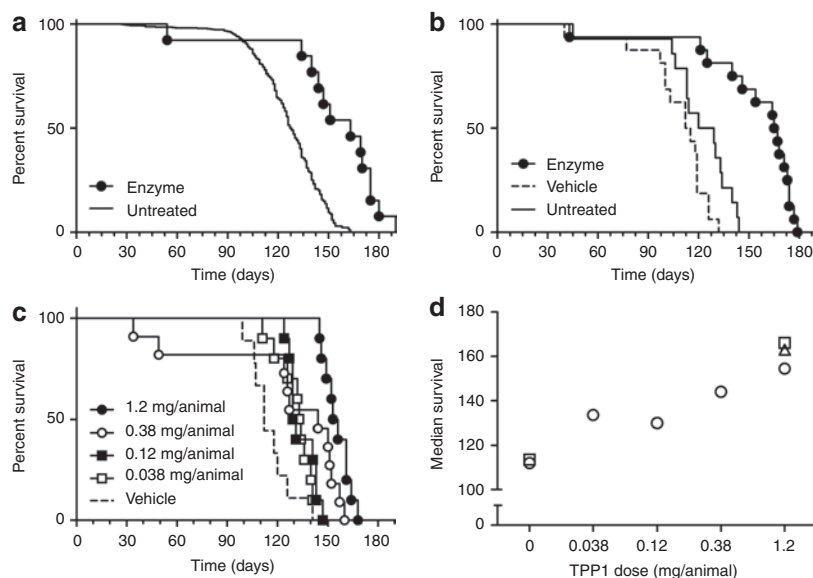 a
Percent survival
100
50
0
Enzyme
Untreated
0 30 60 90 120 150 180
Time (days)
b
Percent survival
100
50
0
Enzyme
Vehicle
Untreated
0 30 60 90 120 150 180
Time (days)
c
Percent survival
100
50
0
1.2 mg/animal
0.38 mg/animal
0.12 mg/animal
0.038 mg/animal
Vehicle
0 30 60 90 120 150 180
Time (days)
d
Median survival
180
160
140
120
100
0
0 0.038 0.12 0.38 1.2
TPP1 dose (mg/animal)